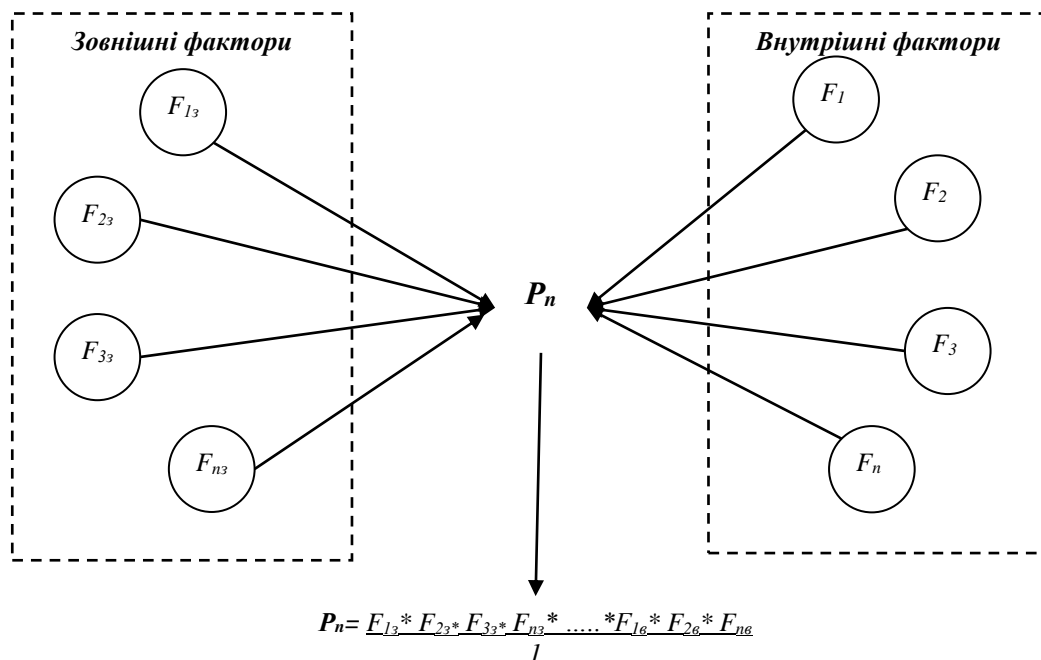 Зовнішні фактори
Внутрішні фактори
F1з
F1
F2з
F2
Pn
F3з
F3
Fnз
Fn
Pn= F1з* F2з* F3з* Fnз* ..... *F1в* F2в* Fnв
1